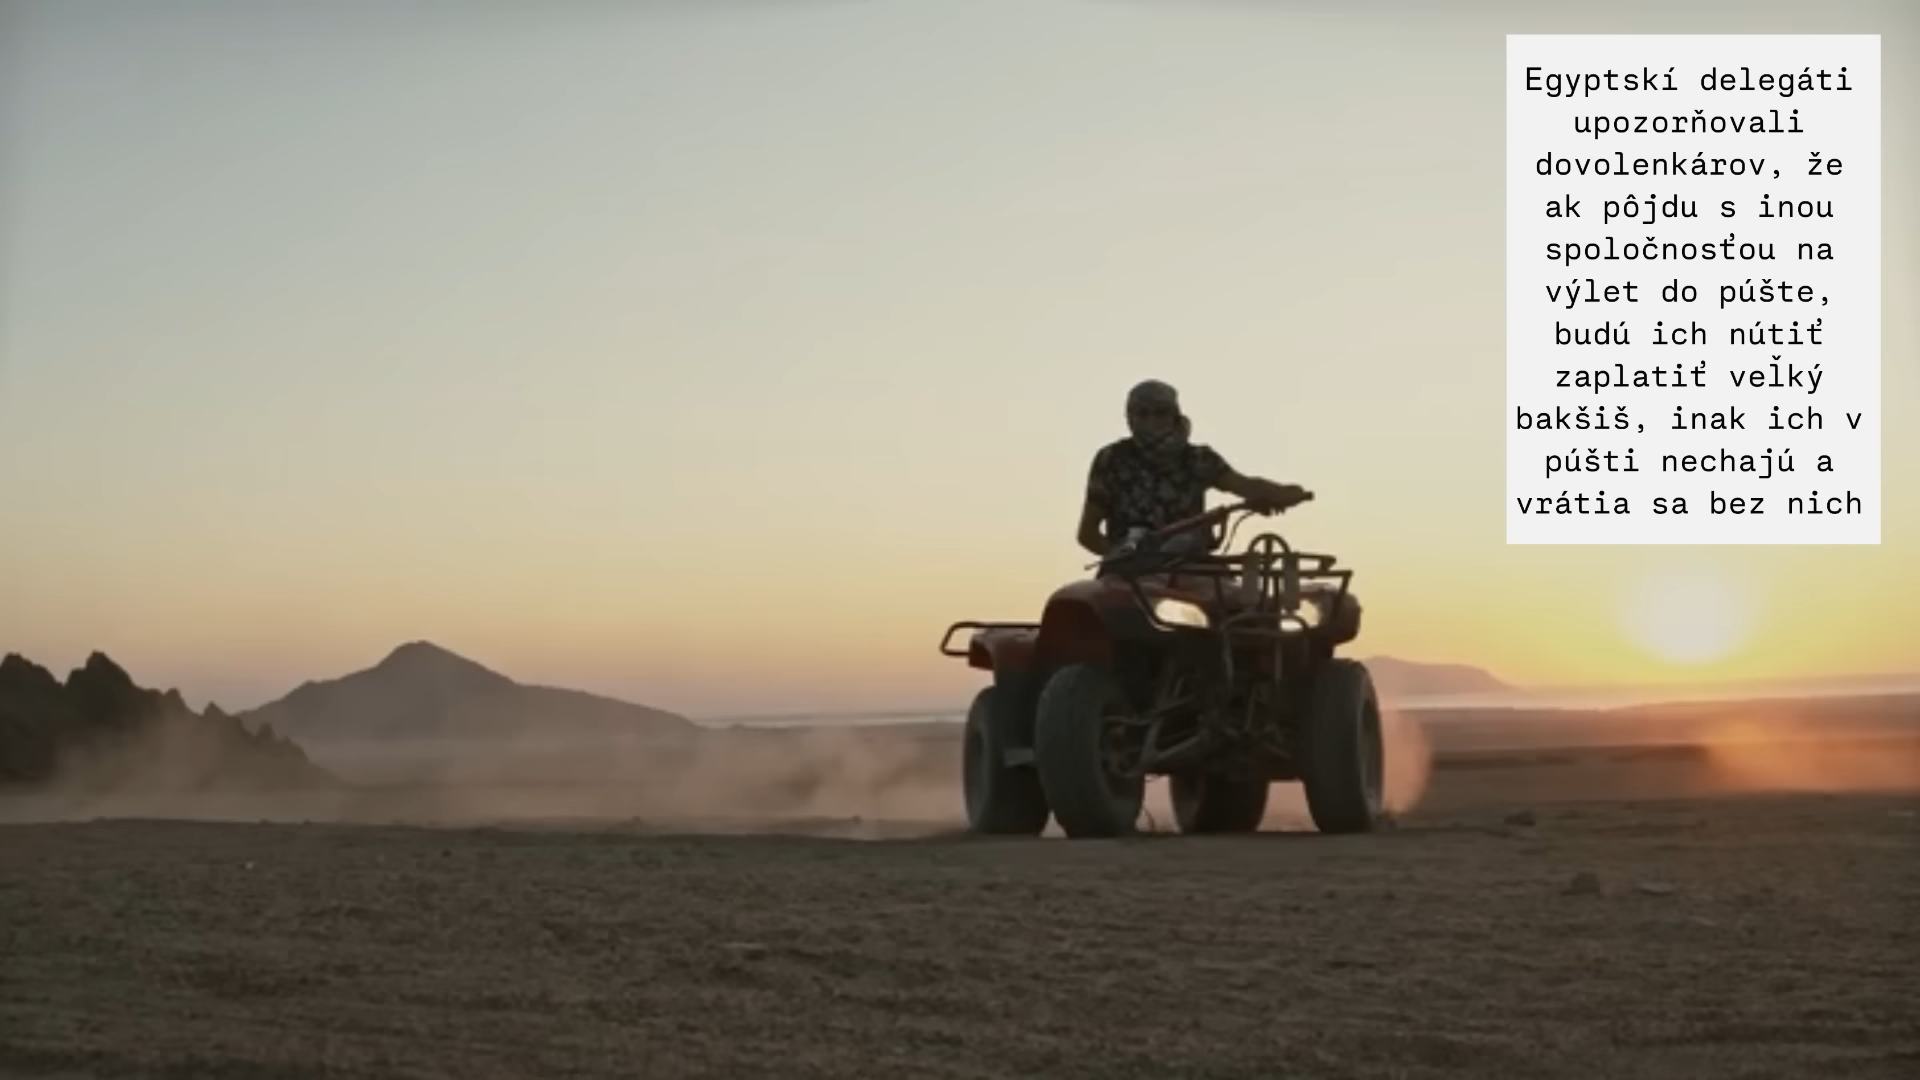 Egyptskí delegáti
upozorňovali
dovolenkárov, že
ak pôjdu s inou
spoločnosťou na
výlet do púšte,
budú ich nútiť
zaplatiť veľký
bakšiš, inak ich v
púšti nechajú a
vrátia sa bez nich